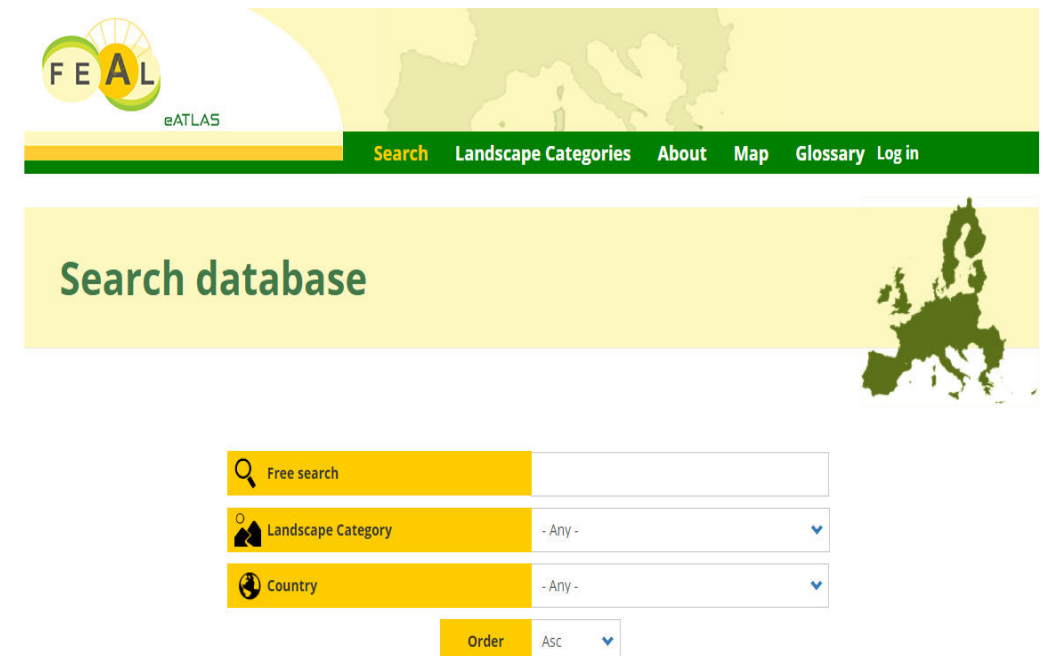 FEAL
eATLAS
Search Landscape Categories About Map Glossary Log in
Search database
Free search
Landscape Category - Any -
Country - Any -
Order Asc